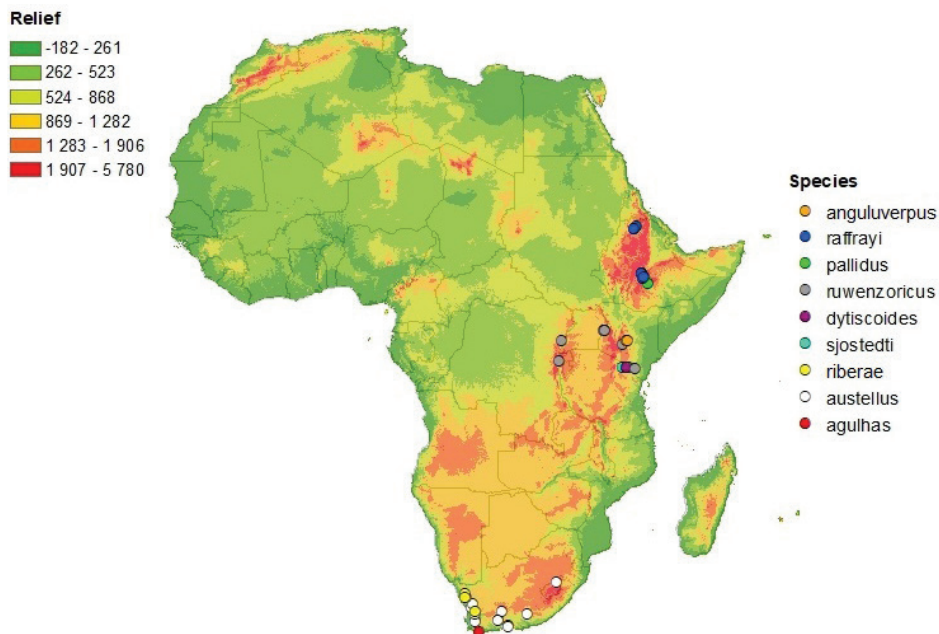 Relief
-182 - 261
262 - 523
524 - 868
869 - 1 282
1 283 - 1 906
1 907 - 5 780
Species
anguluverpus
raffrayi
pallidus
ruwenzoricus
dytiscoides
sjostedti
riberae
austellus
agulhas